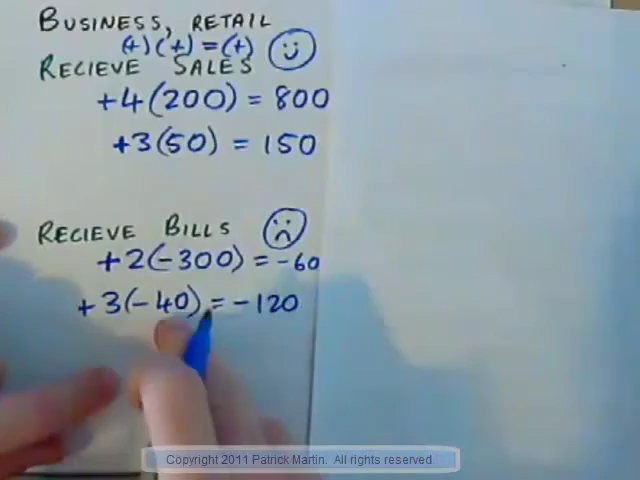 BUSINESS, RETAIL
(+)(+) = (+)
RECIEVE SALES
+4(200) = 800
+3(50) = 150
RECIEVE BILLS
+2(-300) = -60
+3(-40) = -120
Copyright 2011 Patrick Martin. All rights reserved.